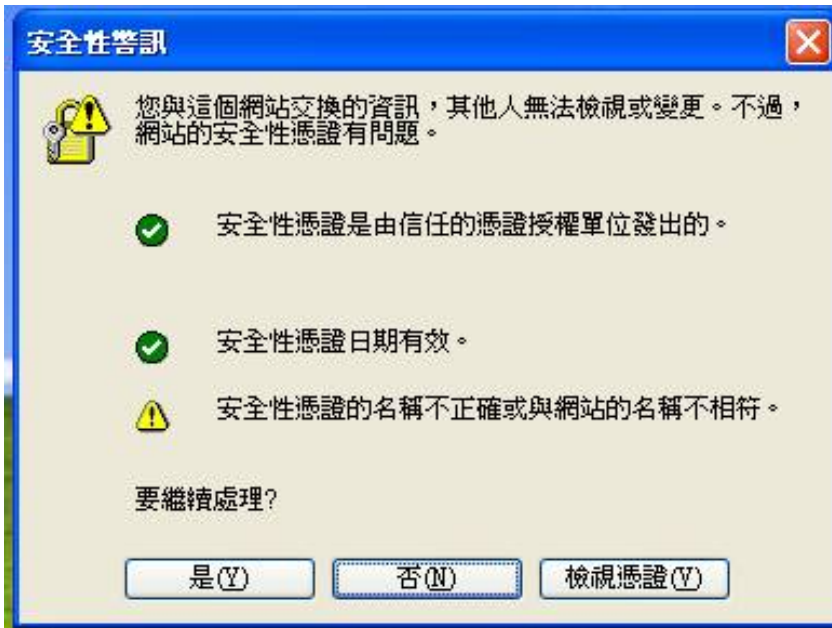 安全性警訊
您與這個網站交換的資訊，其他人無法檢視或變更。不過，
網站的安全性憑證有問題。
安全性憑證是由信任的憑證授權單位發出的。
安全性憑證日期有效。
安全性憑證的名稱不正確或與網站的名稱不相符。
要繼續處理?
是(Y)
否(N)
檢視憑證(V)